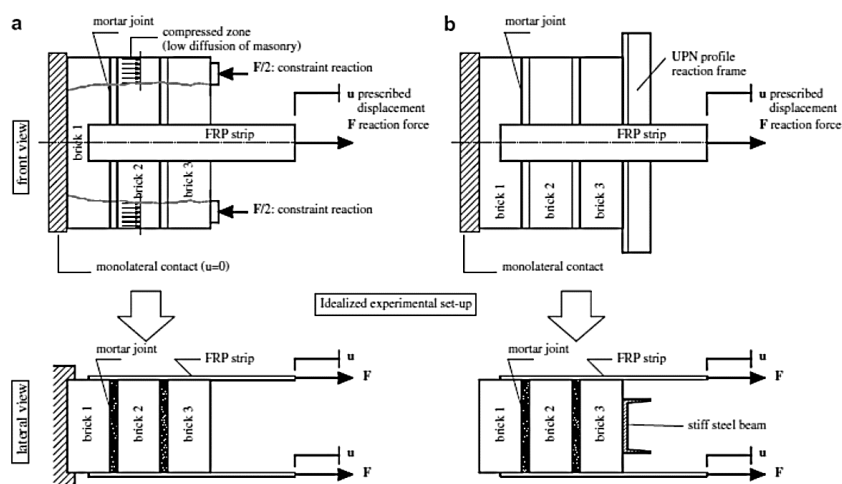 a
mortar joint
compressed zone
(low diffusion of masonry)
F/2: constraint reaction
u prescribed
displacement
F reaction force
FRP strip
brick 1
brick 2
brick 3
front view
F/2: constraint reaction
monolateral contact (u=0)
b
mortar joint
UPN profile
reaction frame
u prescribed
displacement
F reaction force
FRP strip
brick 1
brick 2
brick 3
monolateral contact
Idealized experimental set-up
mortar joint
FRP strip
u
F
brick 1
brick 2
brick 3
lateral view
u
F
mortar joint
FRP strip
u
F
brick 1
brick 2
brick 3
stiff steel beam
u
F